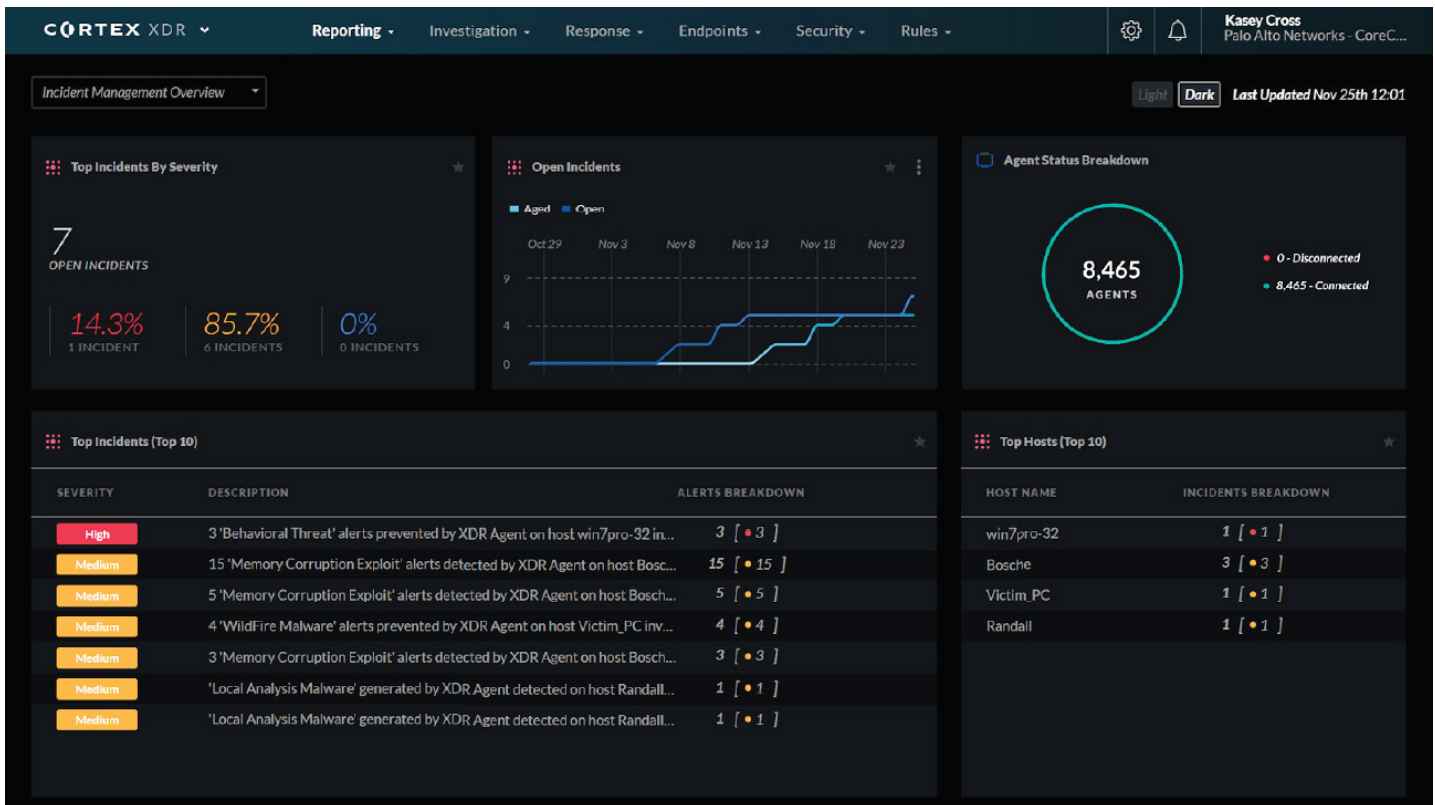 CORTEX XDR
Reporting
Investigation
Response
Endpoints
Security
Rules
Kasey Cross
Palo Alto Networks - CoreC...
Incident Management Overview
Light
Dark
Last Updated Nov 25th 12:01
Top Incidents By Severity
7
OPEN INCIDENTS
14.3%
1 INCIDENT
85.7%
6 INCIDENTS
0%
0 INCIDENTS
Open Incidents
Aged
Open
Oct 29
Nov 3
Nov 8
Nov 13
Nov 18
Nov 23
9
4
0
Agent Status Breakdown
8,465
AGENTS
0 - Disconnected
8,465 - Connected
Top Incidents (Top 10)
SEVERITY DESCRIPTION ALERTS BREAKDOWN
High 3 'Behavioral Threat' alerts prevented by XDR Agent on host win7pro-32 in... 3 [ • 3 ]
Medium 15 'Memory Corruption Exploit' alerts detected by XDR Agent on host Bosc... 15 [ • 15 ]
Medium 5 'Memory Corruption Exploit' alerts detected by XDR Agent on host Bosch... 5 [ • 5 ]
Medium 4 'WildFire Malware' alerts prevented by XDR Agent on host Victim_PC inv... 4 [ • 4 ]
Medium 3 'Memory Corruption Exploit' alerts detected by XDR Agent on host Bosch... 3 [ • 3 ]
Medium 'Local Analysis Malware' generated by XDR Agent detected on host Randall... 1 [ • 1 ]
Medium 'Local Analysis Malware' generated by XDR Agent detected on host Randall... 1 [ • 1 ]
Top Hosts (Top 10)
HOST NAME INCIDENTS BREAKDOWN
win7pro-32 1 [ • 1 ]
Bosche 3 [ • 3 ]
Victim_PC 1 [ • 1 ]
Randall 1 [ • 1 ]